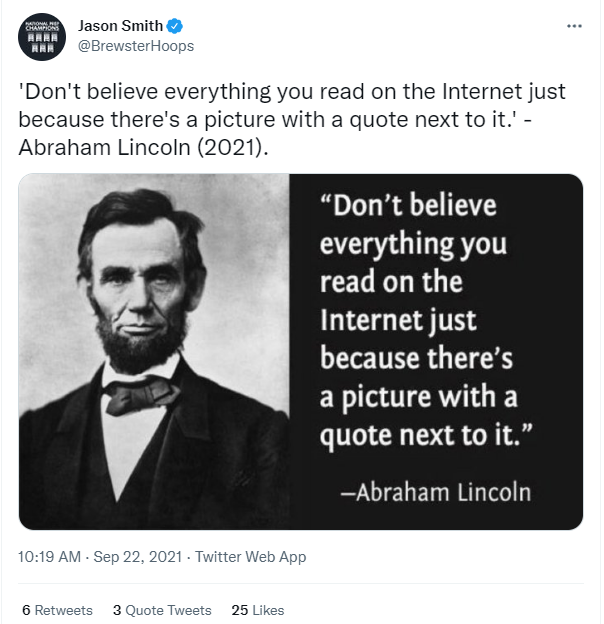 NATIONAL PREP
CHAMPIONS
Jason Smith
@BrewsterHoops
'Don't believe everything you read on the Internet just
because there's a picture with a quote next to it.' -
Abraham Lincoln (2021).
“Don’t believe
everything you
read on the
Internet just
because there’s
a picture with a
quote next to it.”
—Abraham Lincoln
10:19 AM · Sep 22, 2021 · Twitter Web App
6 Retweets 3 Quote Tweets 25 Likes